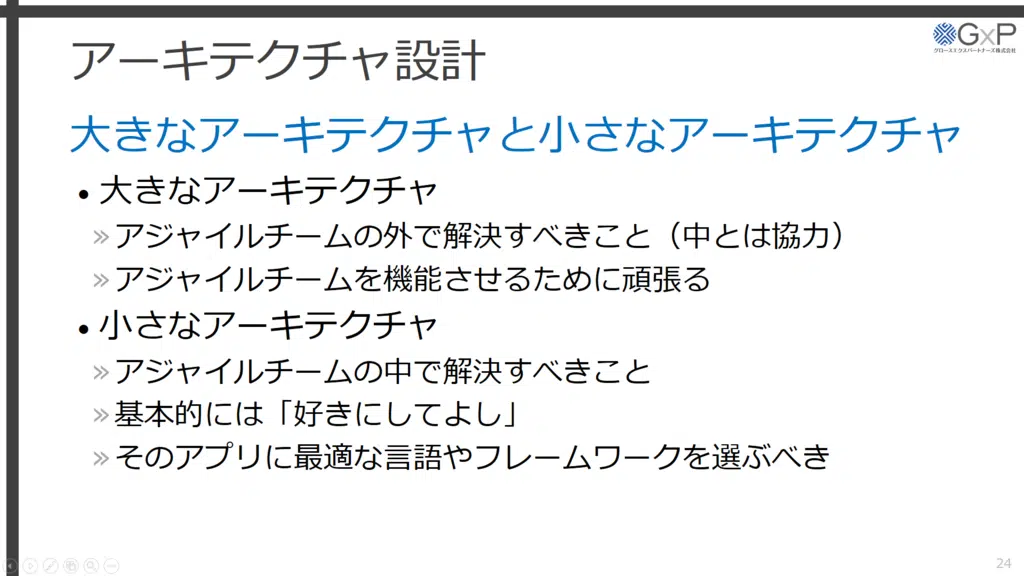 GxP
グロースエクスパートナーズ株式会社
アーキテクチャ設計
大きなアーキテクチャと小さなアーキテクチャ
• 大きなアーキテクチャ
» アジャイルチームの外で解決すべきこと（中とは協力）
» アジャイルチームを機能させるために頑張る
• 小さなアーキテクチャ
» アジャイルチームの中で解決すべきこと
» 基本的には「好きにしてよし」
» そのアプリに最適な言語やフレームワークを選ぶべき
24